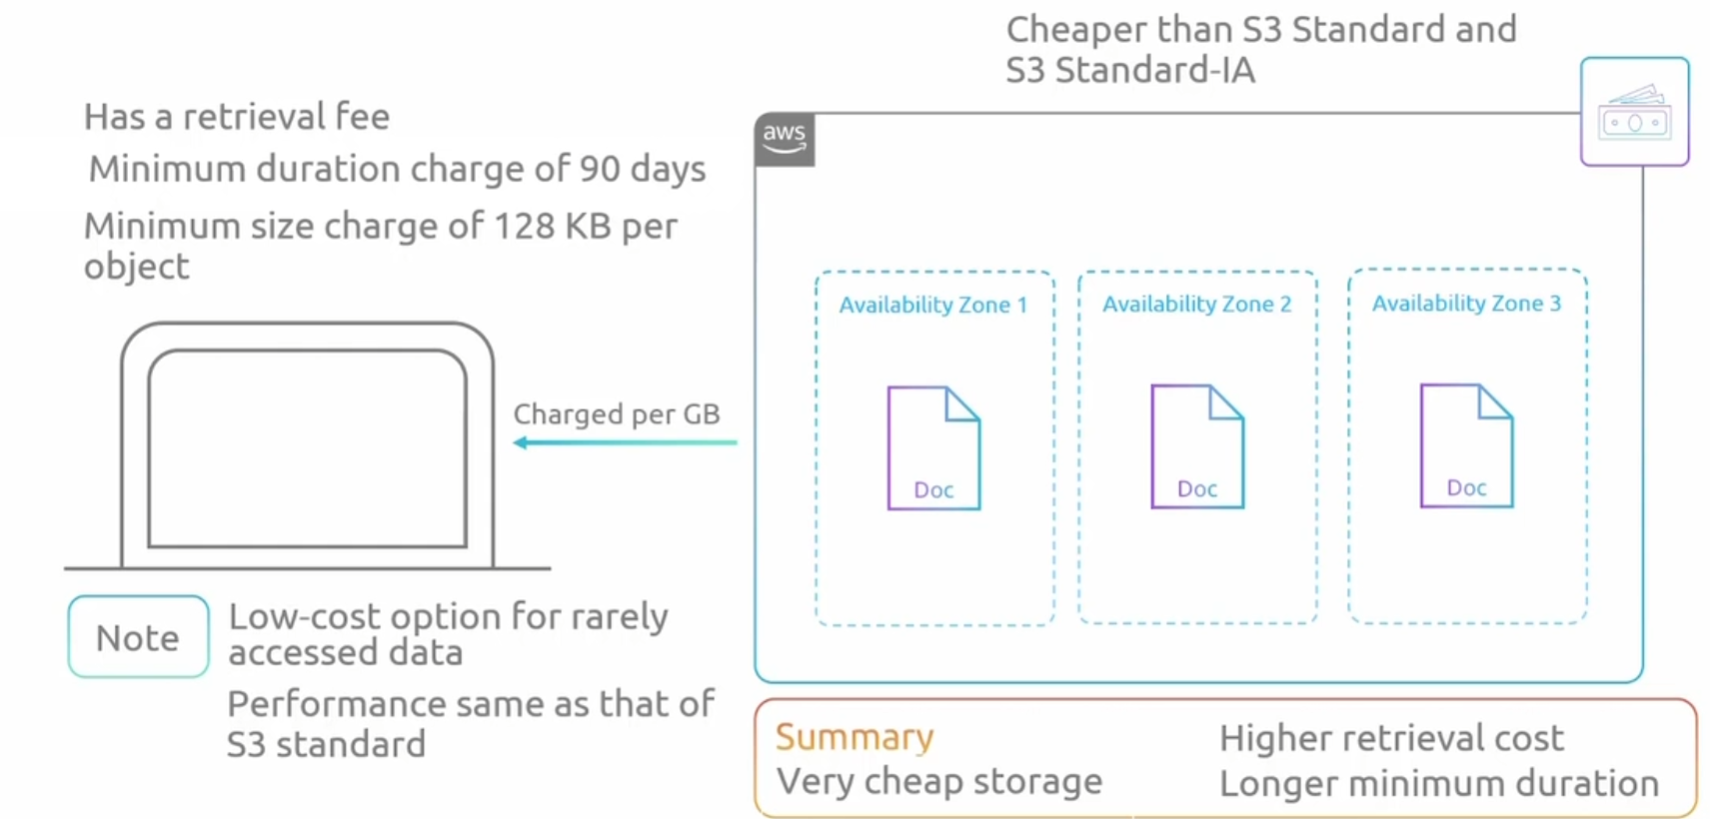 Cheaper than S3 Standard and
S3 Standard-IA
Has a retrieval fee
Minimum duration charge of 90 days
Minimum size charge of 128 KB per
object
aws
Availability Zone 1
Availability Zone 2
Availability Zone 3
Charged per GB
Doc
Doc
Doc
Note
Low-cost option for rarely
accessed data
Performance same as that of
S3 standard
Summary
Very cheap storage
Higher retrieval cost
Longer minimum duration